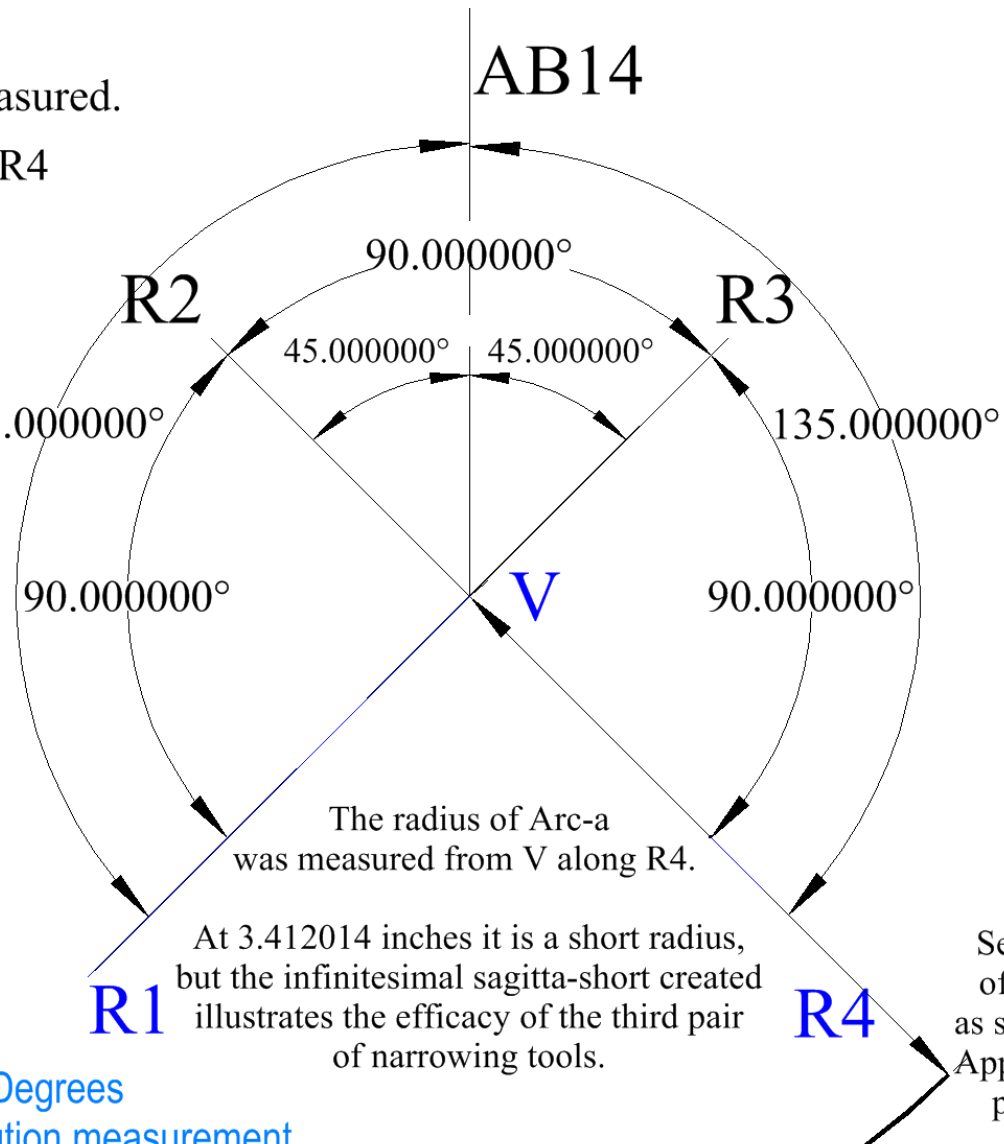 AB14
asured.
R4
90.000000°
R2
R3
45.000000°
45.000000°
.000000°
135.000000°
90.000000°
V
90.000000°
The radius of Arc-a
was measured from V along R4.
At 3.412014 inches it is a short radius,
but the infinitesimal sagitta-short created
illustrates the efficacy of the third pair
of narrowing tools.
R1
R4
Se
of
as s
App
p
Degrees
ution measurement